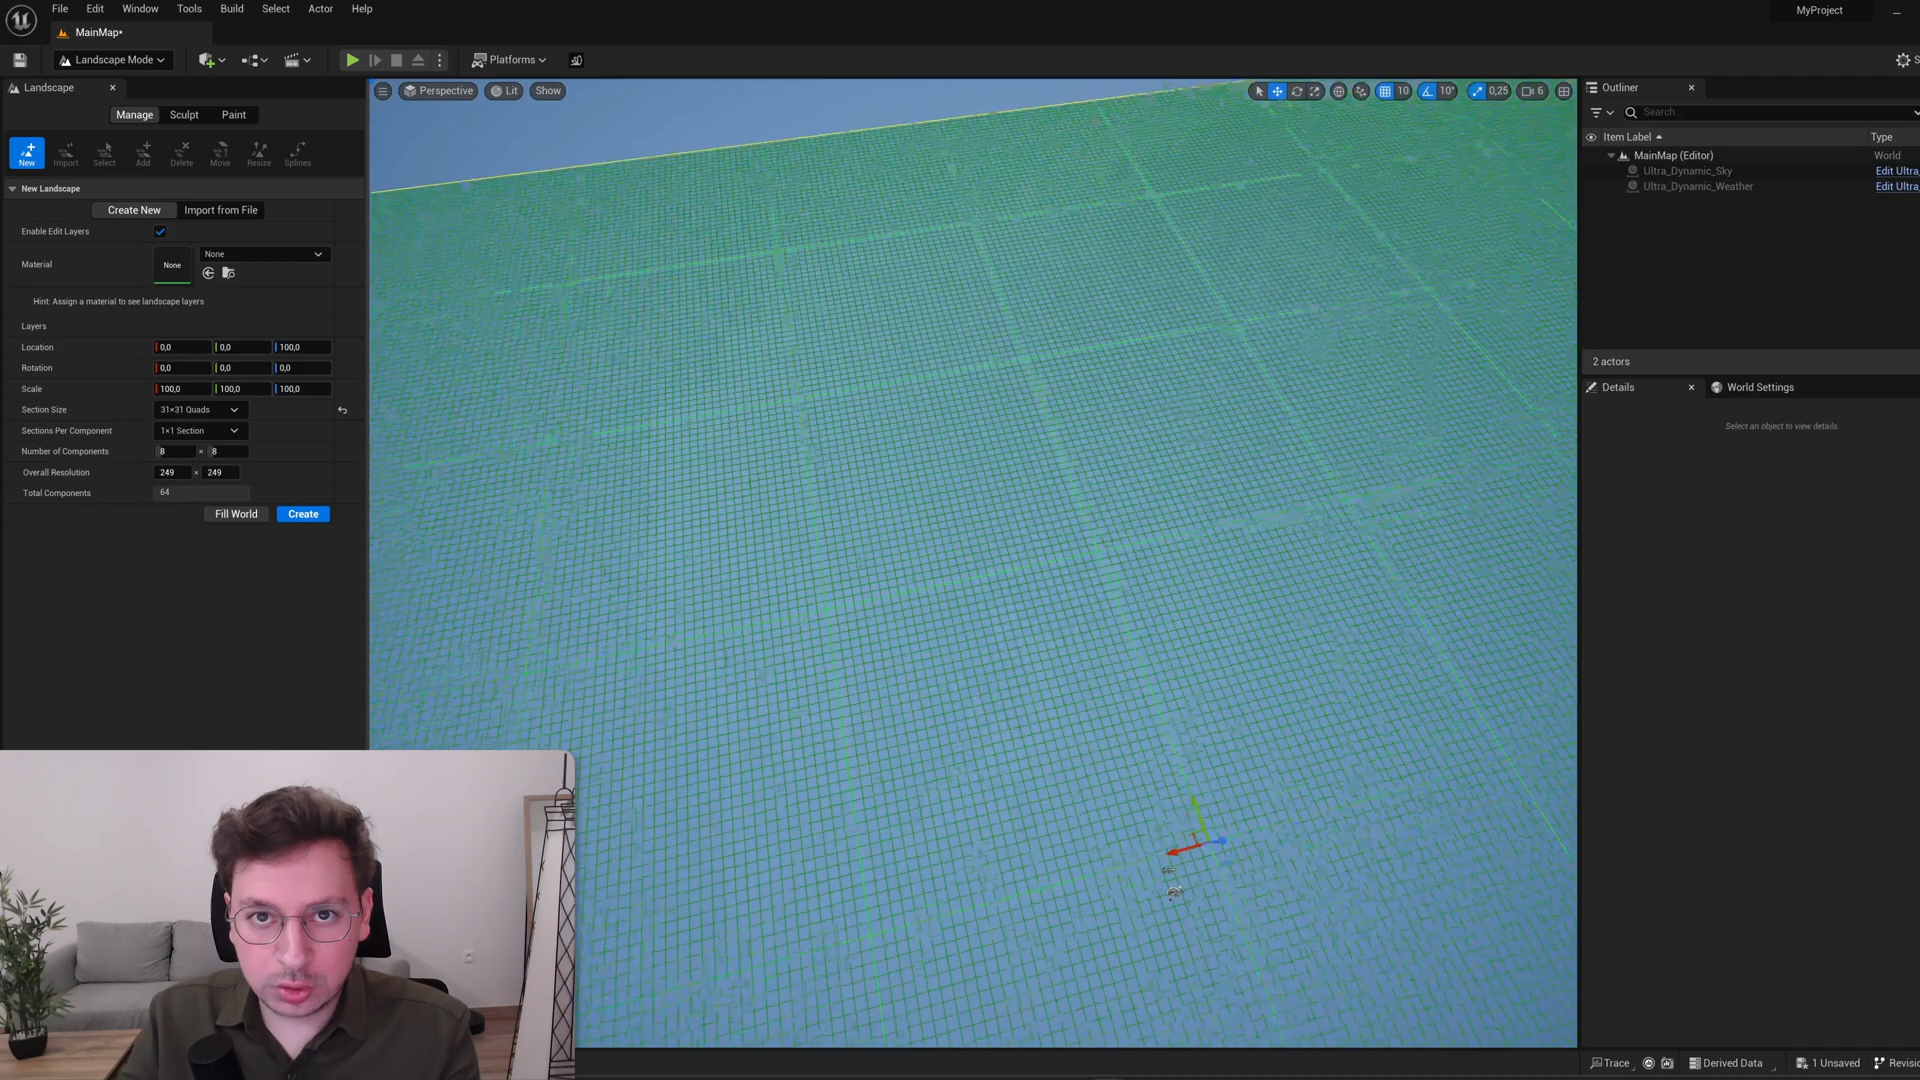 File Edit Window Tools Build Select Actor Help
MyProject
MainMap*
Landscape Mode
Platforms
S
Landscape
Perspective Lit Show
10 10° 0,25 6
Outliner
Manage Sculpt Paint
Search...
New Import Select Add Delete Move Resize Splines
Item Label Type
MainMap (Editor) World
Ultra_Dynamic_Sky Edit Ultra_
Ultra_Dynamic_Weather Edit Ultra_
New Landscape
Create New Import from File
Enable Edit Layers
Material None None
Hint: Assign a material to see landscape layers
Layers
Location 0,0 0,0 100,0
Rotation 0,0 0,0 0,0
Scale 100,0 100,0 100,0
Section Size 31×31 Quads
Sections Per Component 1×1 Section
Number of Components 8 × 8
Overall Resolution 249 × 249
Total Components 64
Fill World Create
2 actors
Details World Settings
Select an object to view details.
Trace Derived Data 1 Unsaved Revisio